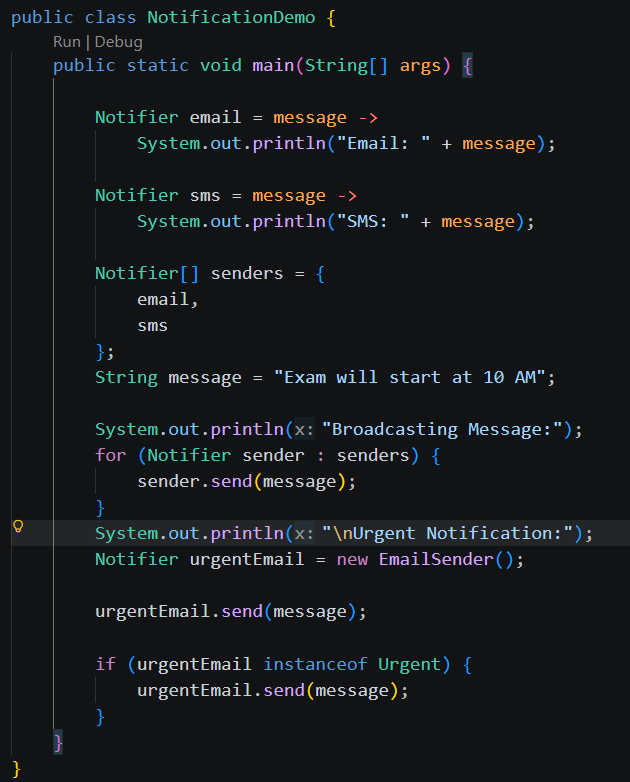 public class NotificationDemo {
Run | Debug
public static void main(String[] args) {
Notifier email = message ->
System.out.println("Email: " + message);
Notifier sms = message ->
System.out.println("SMS: " + message);
Notifier[] senders = {
email,
sms
};
String message = "Exam will start at 10 AM";
System.out.println(x: "Broadcasting Message:");
for (Notifier sender : senders) {
sender.send(message);
}
System.out.println(x: "\nUrgent Notification:");
Notifier urgentEmail = new EmailSender();
urgentEmail.send(message);
if (urgentEmail instanceof Urgent) {
urgentEmail.send(message);
}
}
}